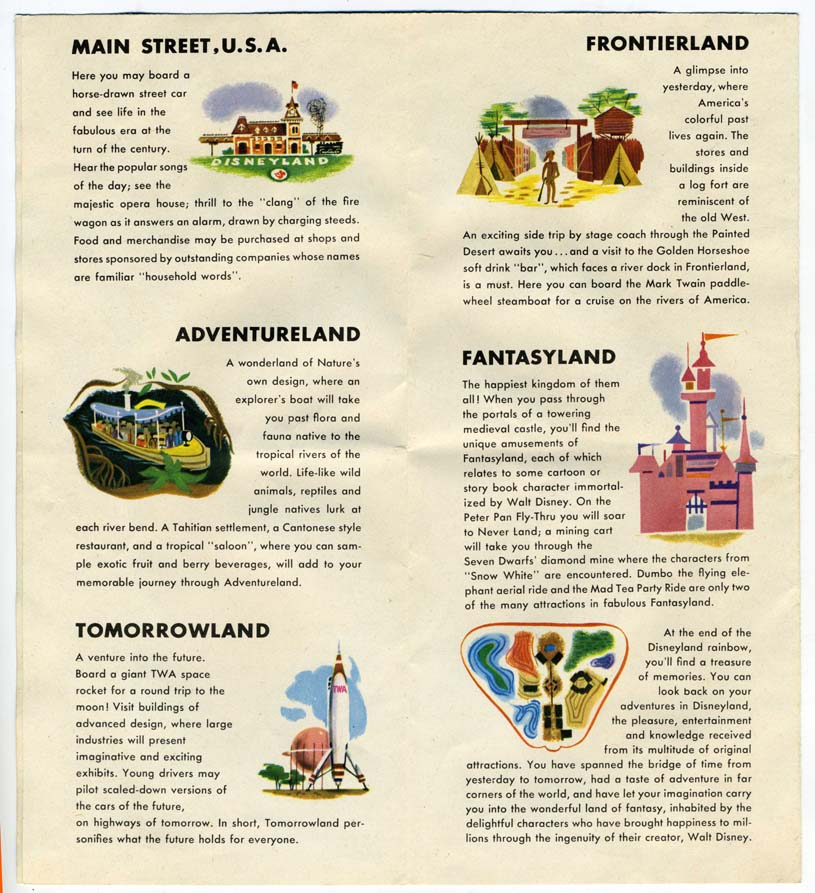 MAIN STREET, U.S.A.
Here you may board a
horse-drawn street car
and see life in the
fabulous era at the
turn of the century.
Hear the popular songs
of the day; see the
majestic opera house; thrill to the "clang" of the fire
wagon as it answers an alarm, drawn by charging steeds.
Food and merchandise may be purchased at shops and
stores sponsored by outstanding companies whose names
are familiar "household words".
DISNEYLAND
ADVENTURELAND
A wonderland of Nature's
own design, where an
explorer's boat will take
you past flora and
fauna native to the
tropical rivers of the
world. Life-like wild
animals, reptiles and
jungle natives lurk at
each river bend. A Tahitian settlement, a Cantonese style
restaurant, and a tropical "saloon", where you can sam-
ple exotic fruit and berry beverages, will add to your
memorable journey through Adventureland.
TOMORROWLAND
A venture into the future.
Board a giant TWA space
rocket for a round trip to the
moon! Visit buildings of
advanced design, where large
industries will present
imaginative and exciting
exhibits. Young drivers may
pilot scaled-down versions of
the cars of the future,
on highways of tomorrow. In short, Tomorrowland per-
sonifies what the future holds for everyone.
TWA
FRONTIERLAND
A glimpse into
yesterday, where
America's
colorful past
lives again. The
stores and
buildings inside
a log fort are
reminiscent of
the old West.
An exciting side trip by stage coach through the Painted
Desert awaits you...and a visit to the Golden Horseshoe
soft drink "bar", which faces a river dock in Frontierland,
is a must. Here you can board the Mark Twain paddle-
wheel steamboat for a cruise on the rivers of America.
FANTASYLAND
The happiest kingdom of them
all! When you pass through
the portals of a towering
medieval castle, you'll find the
unique amusements of
Fantasyland, each of which
relates to some cartoon or
story book character immortal-
ized by Walt Disney. On the
Peter Pan Fly-Thru you will soar
to Never Land; a mining cart
will take you through the
Seven Dwarfs' diamond mine where the characters from
"Snow White" are encountered. Dumbo the flying ele-
phant aerial ride and the Mad Tea Party Ride are only two
of the many attractions in fabulous Fantasyland.
At the end of the
Disneyland rainbow,
you'll find a treasure
of memories. You can
look back on your
adventures in Disneyland,
the pleasure, entertainment
and knowledge received
from its multitude of original
attractions. You have spanned the bridge of time from
yesterday to tomorrow, had a taste of adventure in far
corners of the world, and have let your imagination carry
you into the wonderful land of fantasy, inhabited by the
delightful characters who have brought happiness to mil-
lions through the ingenuity of their creator, Walt Disney.